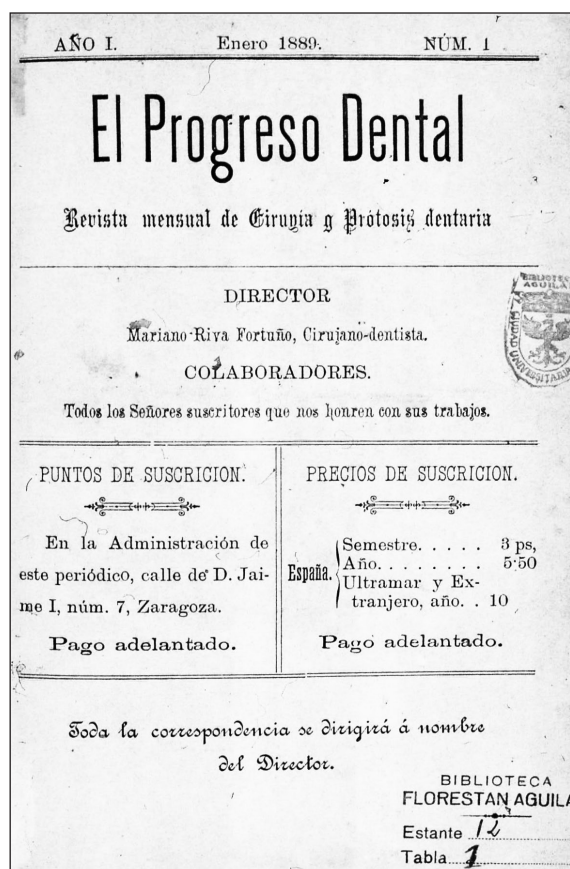 AÑO I. Enero 1889. NÚM. 1
El Progreso Dental
Revista mensual de Cirugía y Prótosis dentaria
DIRECTOR
Mariano Riva Fortuño, Cirujano-dentista.
COLABORADORES.
Todos los Señores suscritores que nos honren con sus trabajos.
PUNTOS DE SUSCRICION.
En la Administración de
este periódico, calle de D. Jai-
me I, núm. 7, Zaragoza.
Pago adelantado.
PRECIOS DE SUSCRICION.
España.
Semestre. . . . . 3 ps,
Año. . . . . . . 5·50
Ultramar y Ex-
tranjero, año. . 10
Pago adelantado.
BIBLIOTECA
AGUILA
UNIVERSITARIA
Toda la correspondencia se dirigirá á nombre
del Director.
BIBLIOTECA
FLORESTAN AGUILA
Estante 12
Tabla 1